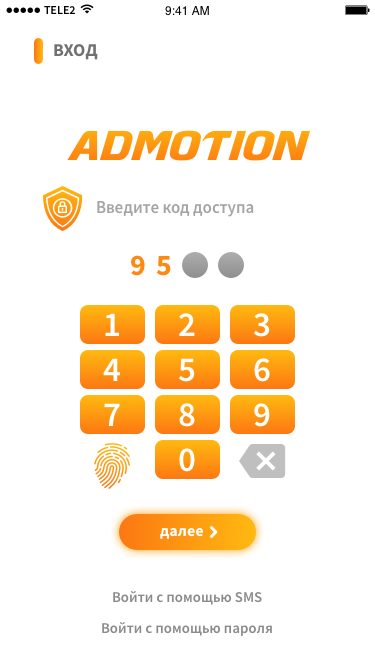 TELE2 9:41 AM
ВХОД
ADMOTION
Введите код доступа
9 5
1 2 3
4 5 6
7 8 9
0
далее
Войти с помощью SMS
Войти с помощью пароля